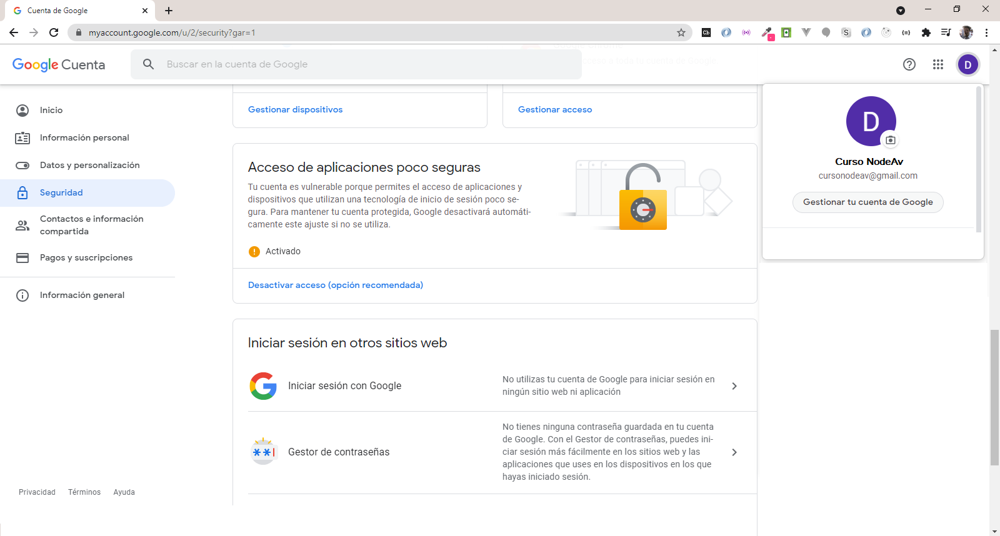 Cuenta de Google
myaccount.google.com/u/2/security?gar=1
Google Cuenta
Buscar en la cuenta de Google
D
Inicio
Información personal
Datos y personalización
Seguridad
Contactos e información
compartida
Pagos y suscripciones
Información general
Privacidad
Términos
Ayuda
Gestionar dispositivos
Gestionar acceso
Acceso de aplicaciones poco seguras
Tu cuenta es vulnerable porque permites el acceso de aplicaciones y
dispositivos que utilizan una tecnología de inicio de sesión poco se-
gura. Para mantener tu cuenta protegida, Google desactivará automáti-
camente este ajuste si no se utiliza.
Activado
Desactivar acceso (opción recomendada)
Iniciar sesión en otros sitios web
Iniciar sesión con Google
No utilizas tu cuenta de Google para iniciar sesión en
ningún sitio web ni aplicación
Gestor de contraseñas
No tienes ninguna contraseña guardada en tu cuenta
de Google. Con el Gestor de contraseñas, puedes ini-
ciar sesión más fácilmente en los sitios web y las
aplicaciones que uses en los dispositivos en los que
hayas iniciado sesión.
D
Curso NodeAv
cursonodeav@gmail.com
Gestionar tu cuenta de Google